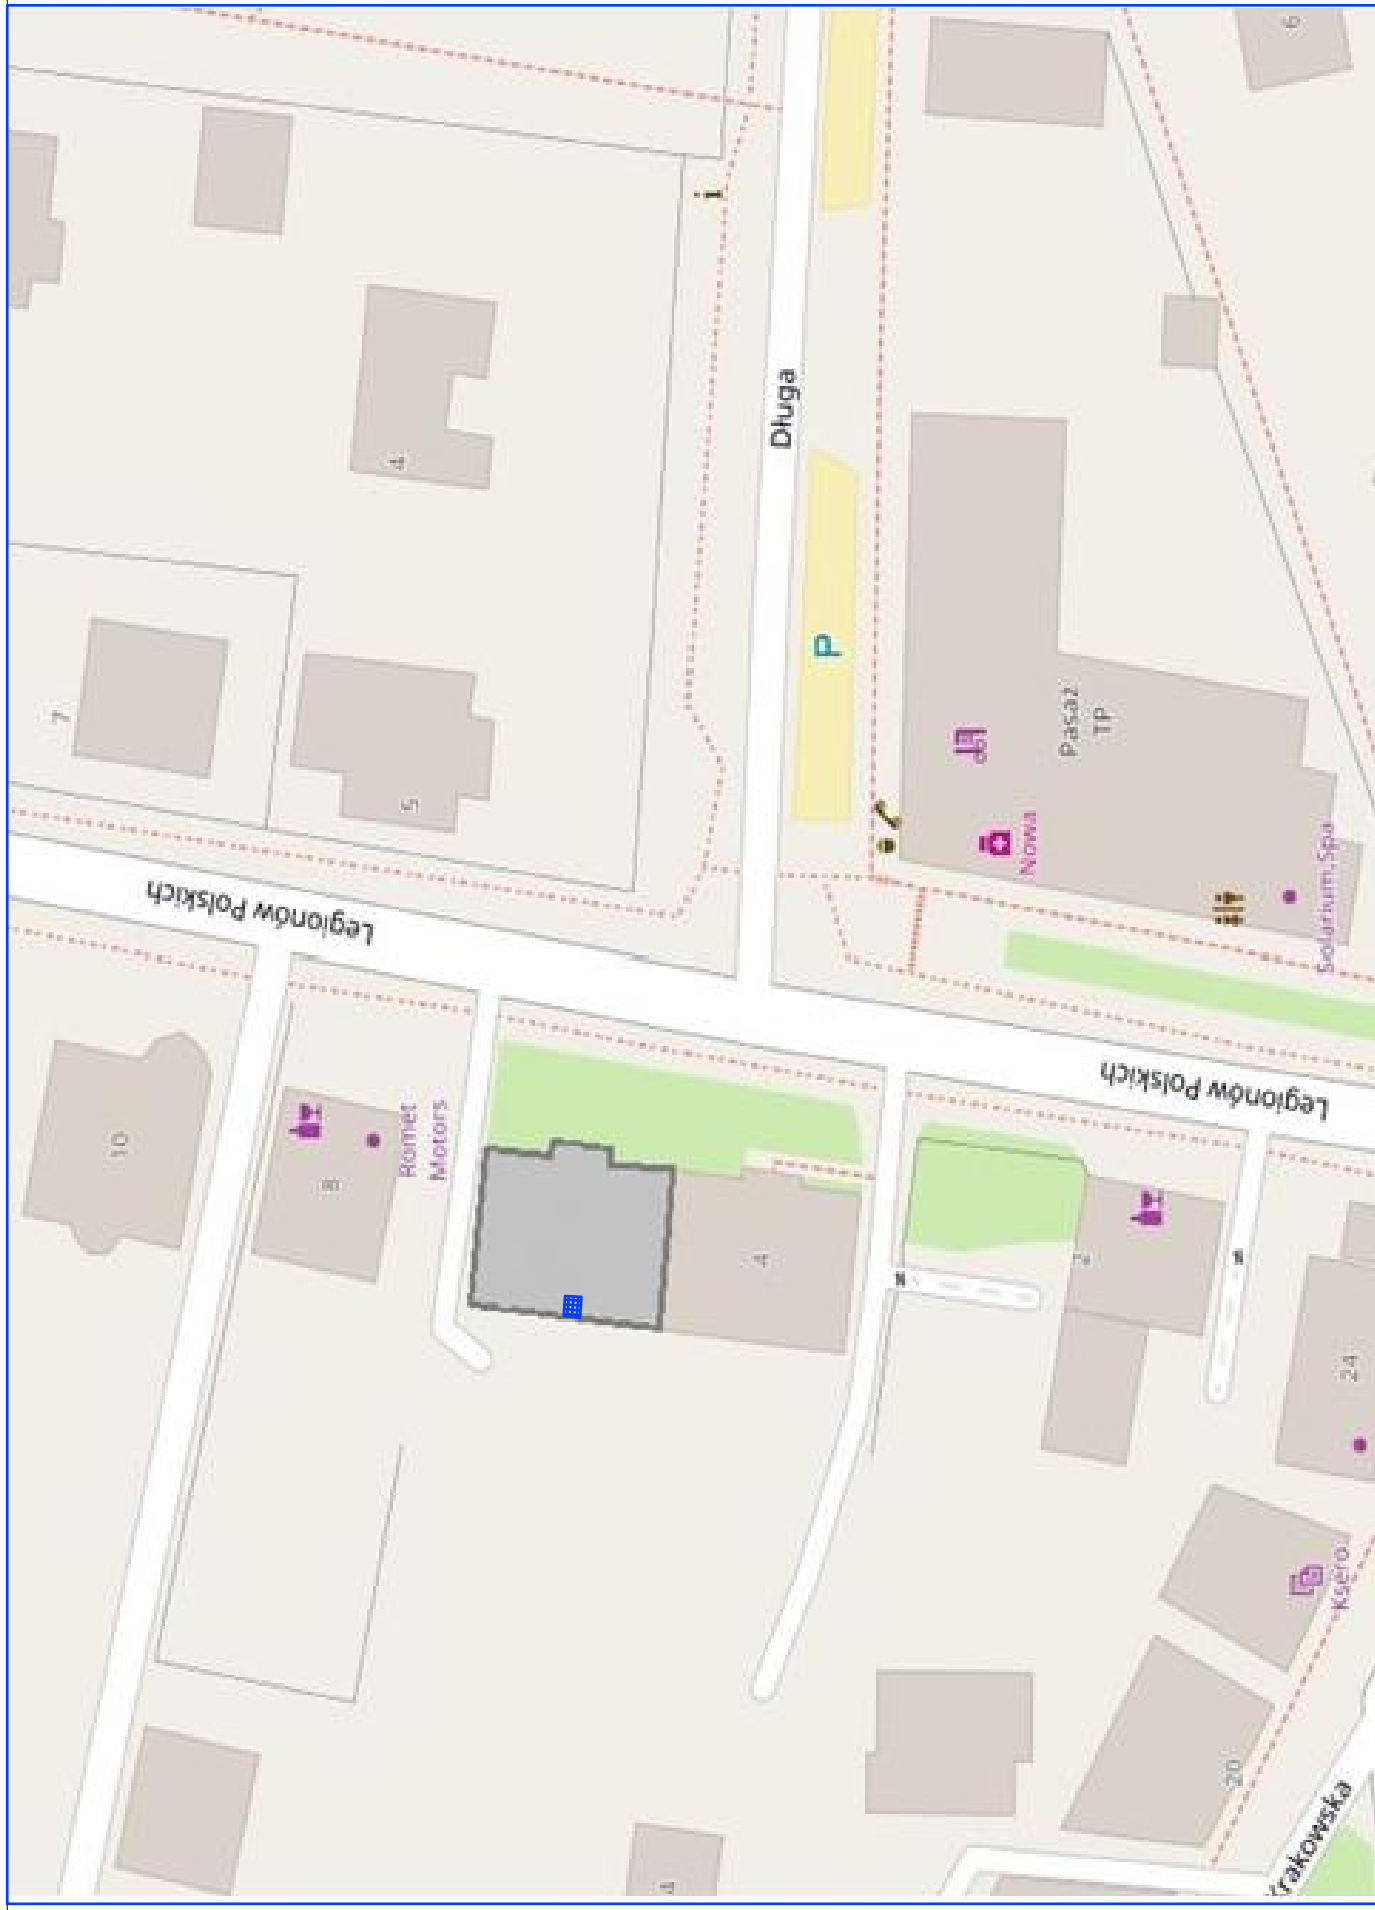 6
Długa
4
P
7
5
Pasaż
TP
Nowa
Solarium,Spa
Legionów Polskich
Legionów Polskich
10
8
Romet
Motors
4
2
24
Ksero
20
Krakowska